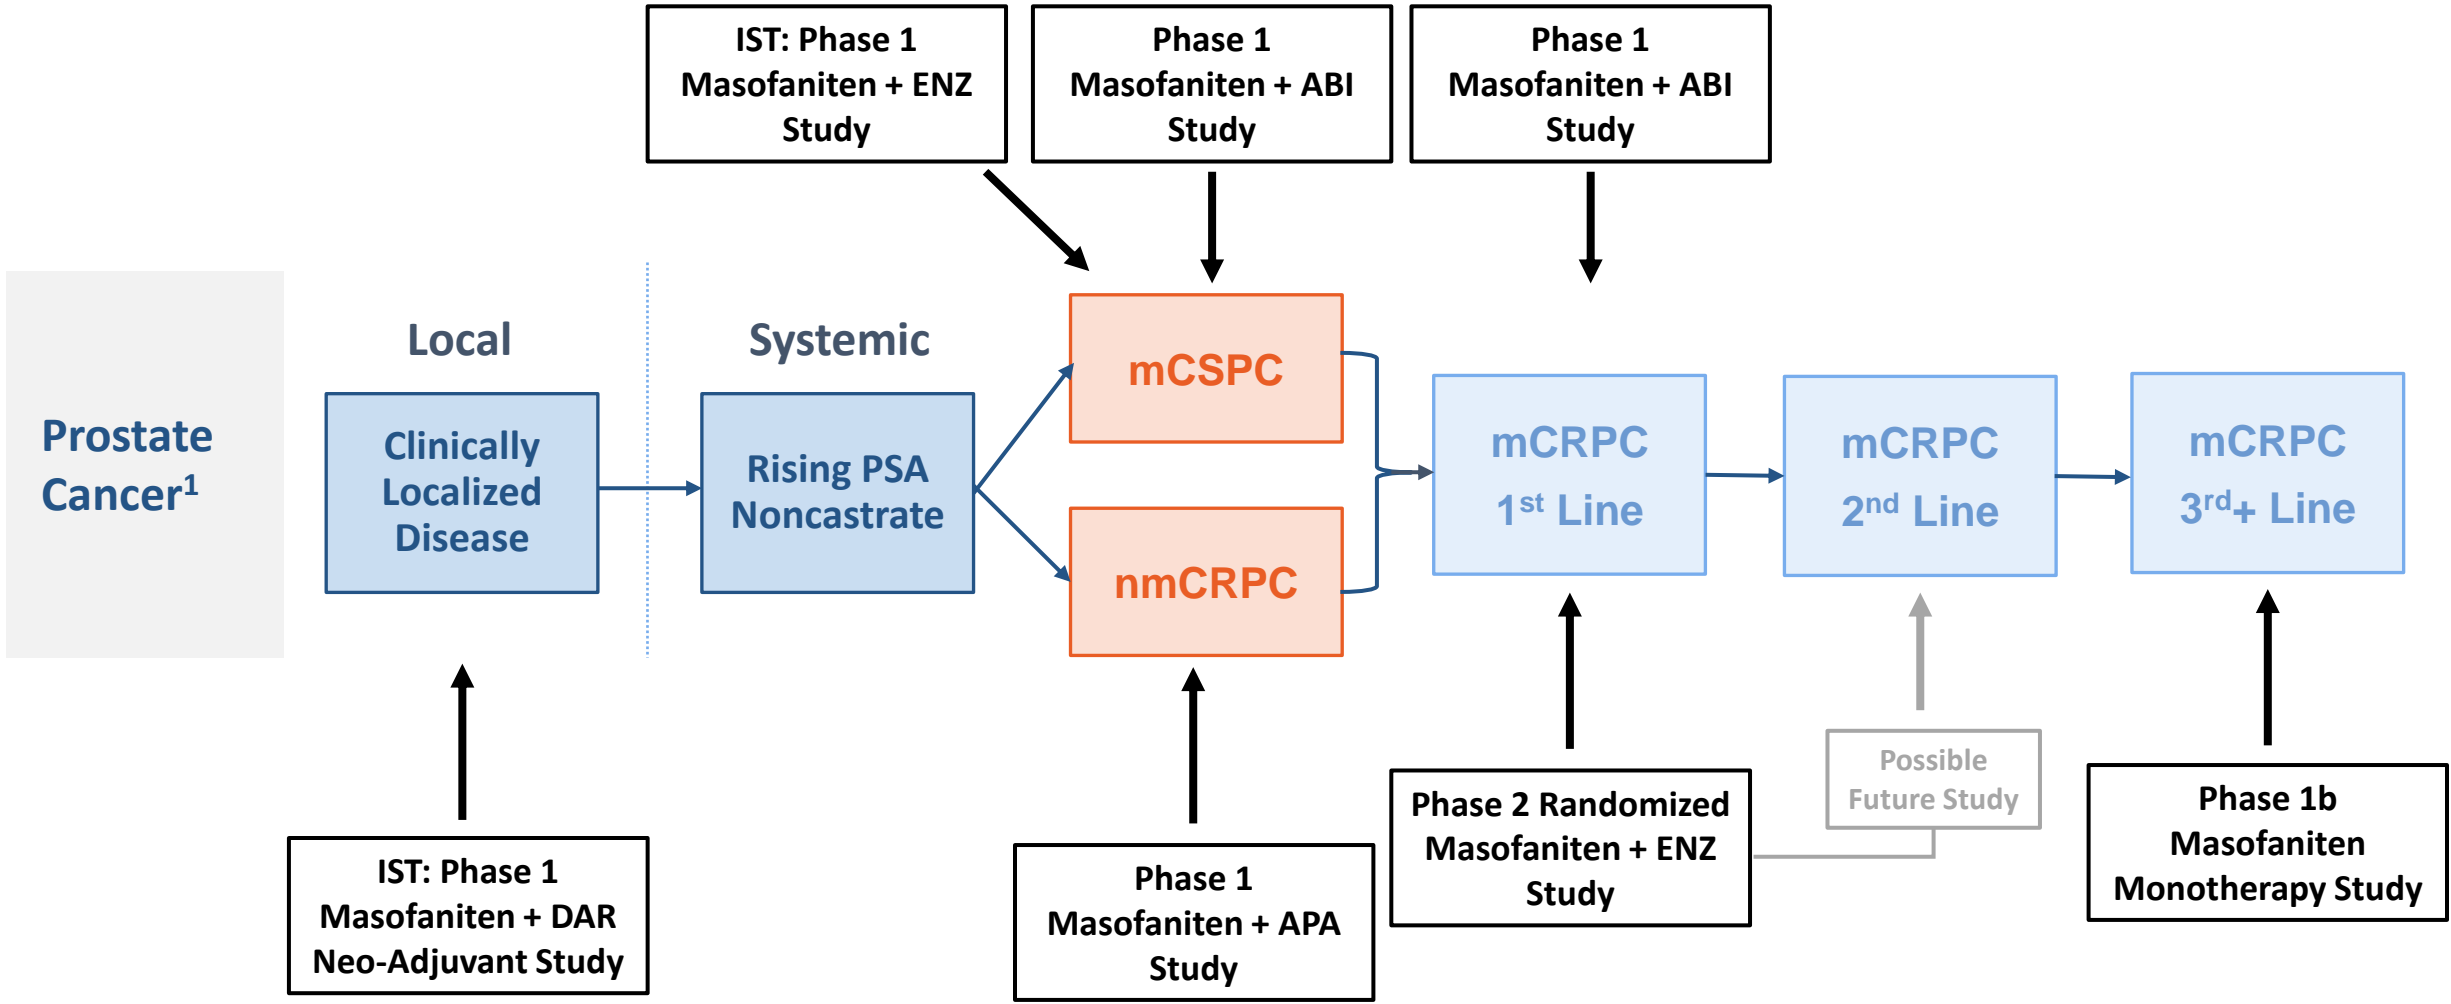 IST: Phase 1
Masofaniten + ENZ
Study
Phase 1
Masofaniten + ABI
Study
Phase 1
Masofaniten + ABI
Study
Prostate
Cancer1
Local
Clinically
Localized
Disease
Systemic
Rising PSA
Noncastrate
mCSPC
nmCRPC
mCRPC
1st Line
mCRPC
2nd Line
mCRPC
3rd+ Line
IST: Phase 1
Masofaniten + DAR
Neo-Adjuvant Study
Phase 1
Masofaniten + APA
Study
Phase 2 Randomized
Masofaniten + ENZ
Study
Possible
Future Study
Phase 1b
Masofaniten
Monotherapy Study